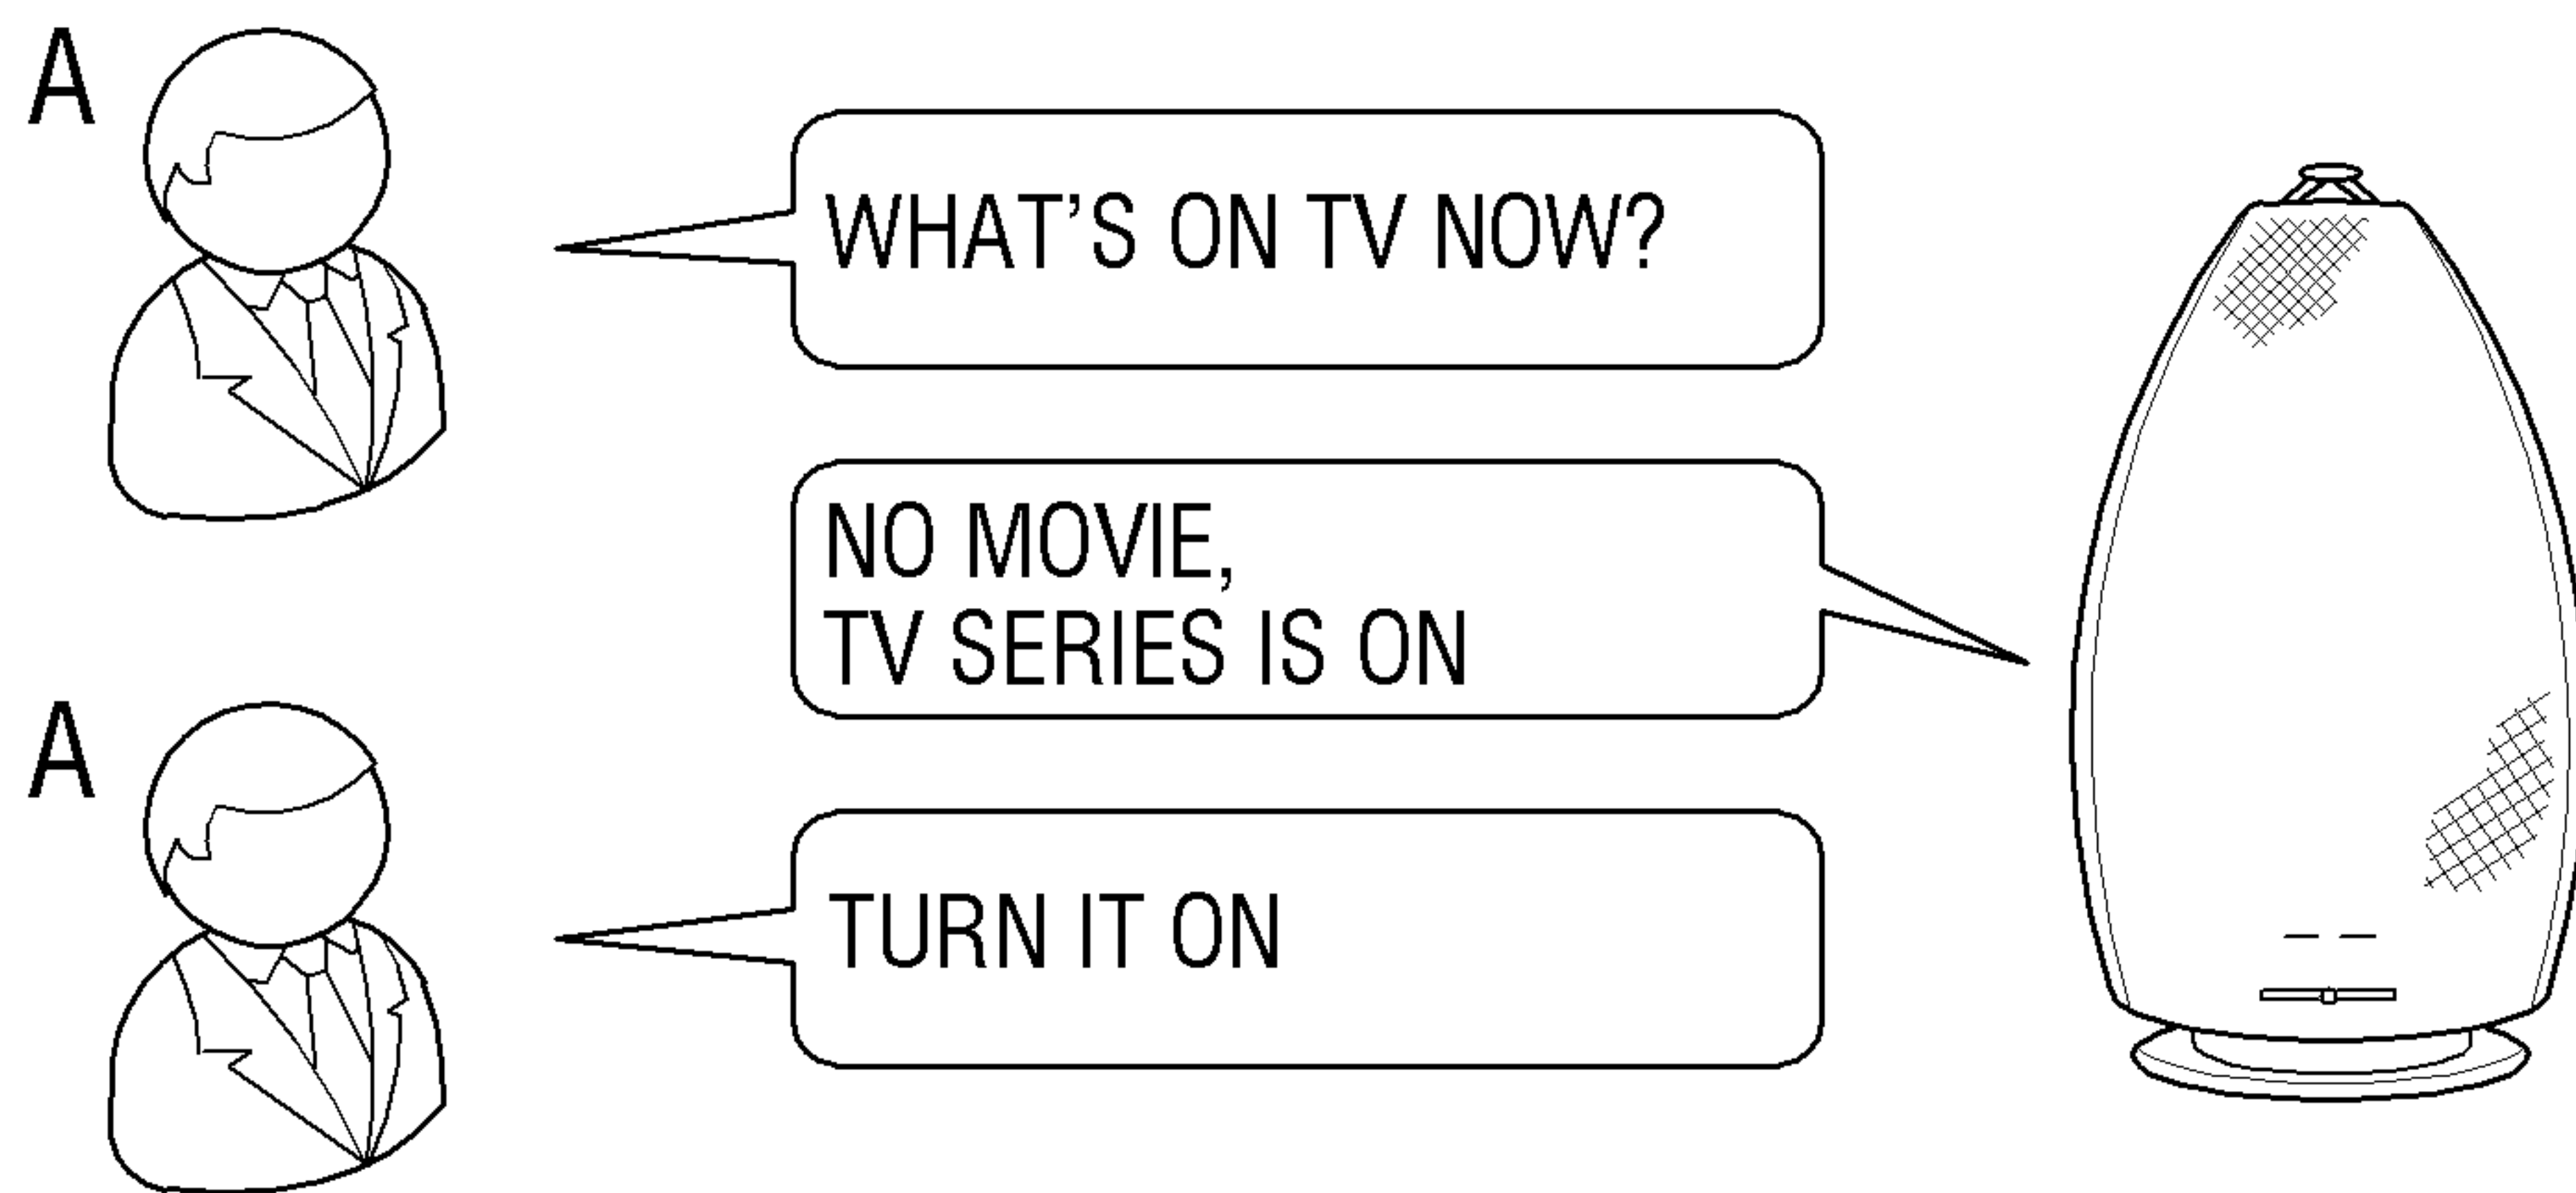 A
WHAT’S ON TV NOW?
NO MOVIE,
TV SERIES IS ON
A
TURN IT ON